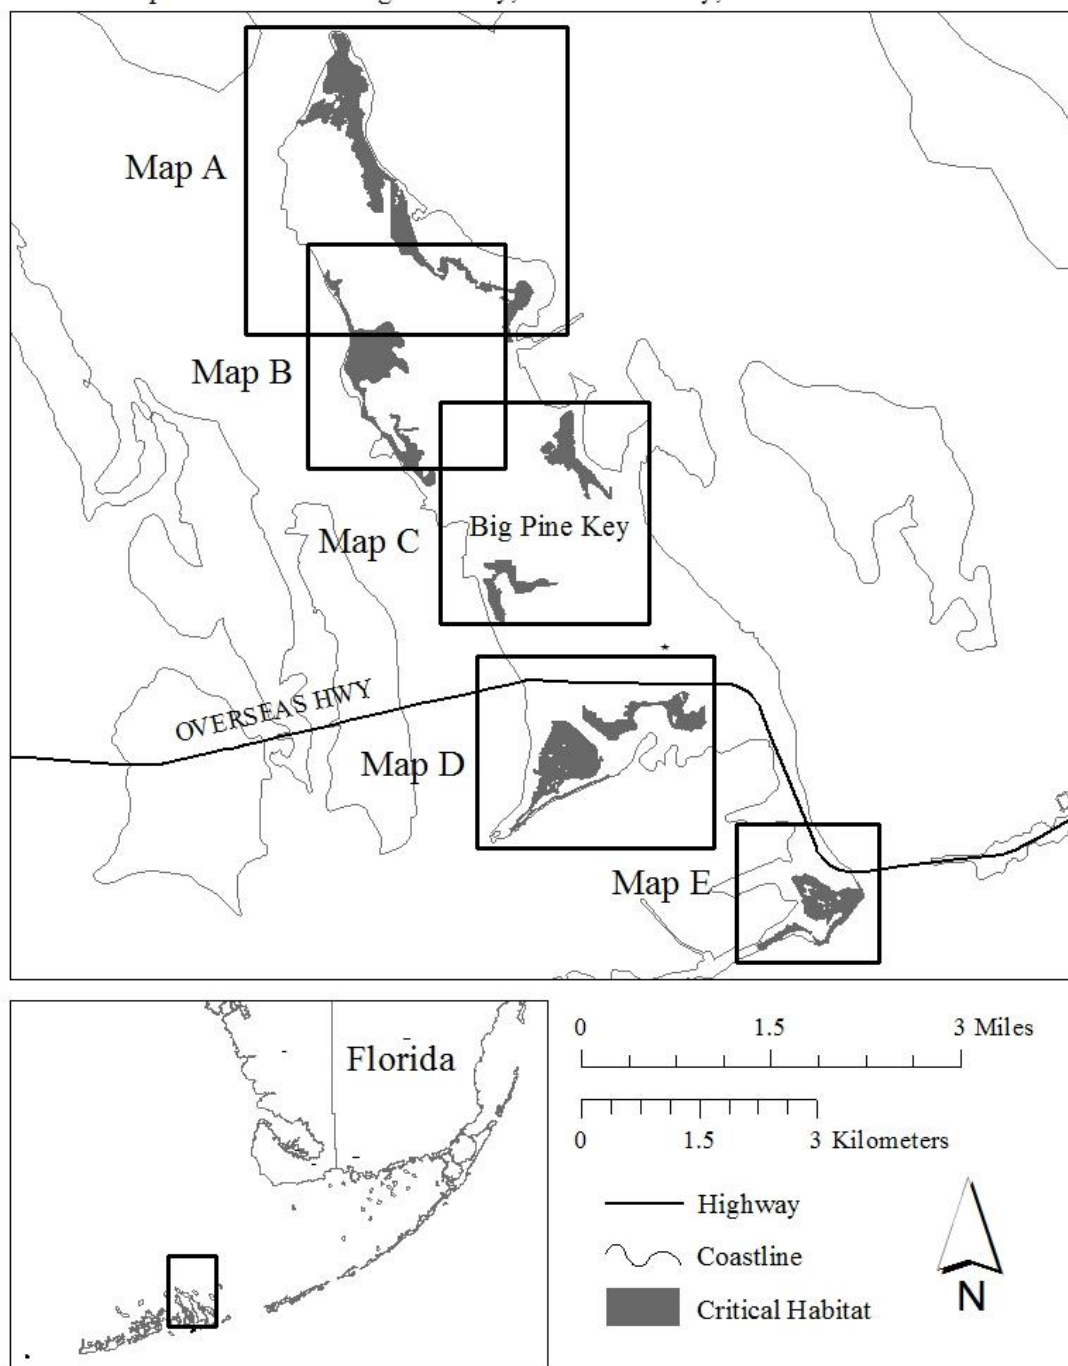 Map A
Map B
Map C
Big Pine Key
OVERSEAS HWY
Map D
Map E
Florida
0 1.5 3 Miles
0 1.5 3 Kilometers
Highway
Coastline
Critical Habitat
N